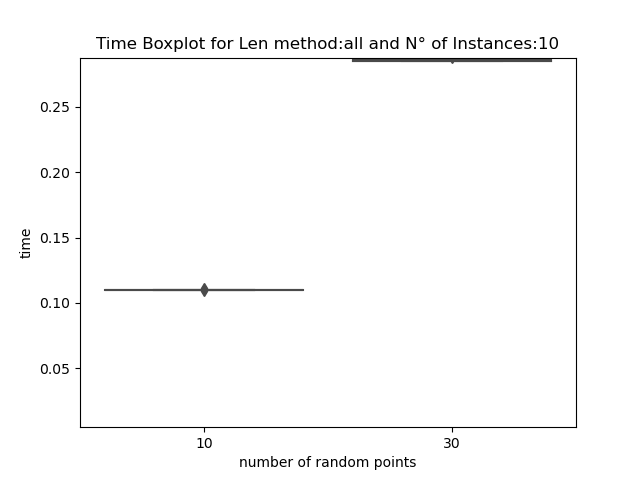 Time Boxplot for Len method:all and N° of Instances:10
0.25
0.20
0.15
0.10
0.05
time
10 30
number of random points